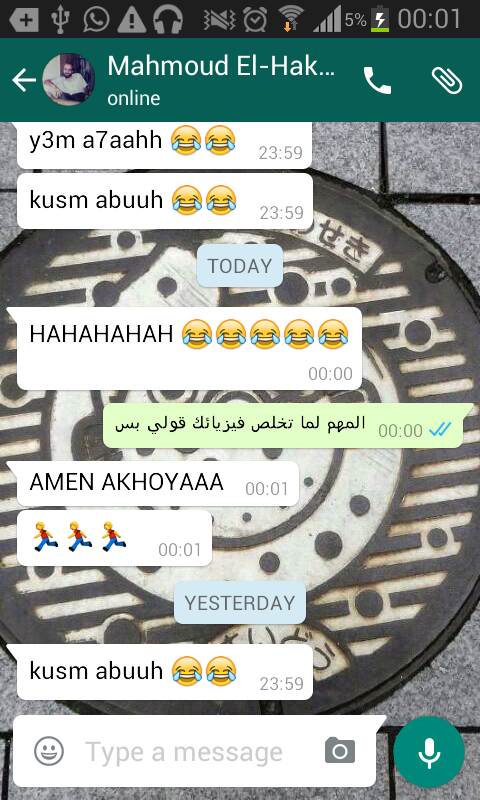 5% 00:01
Mahmoud El-Hak...
online
y3m a7aahh 😂😂
23:59
kusm abuuh 😂😂
23:59
TODAY
HAHAHAHAH 😂😂😂😂😂
00:00
المهم لما تخلص فيزيائك قولي بس
00:00
AMEN AKHOYAAA 00:01
🏃🏃🏃 00:01
YESTERDAY
kusm abuuh 😂😂
23:59
Type a message